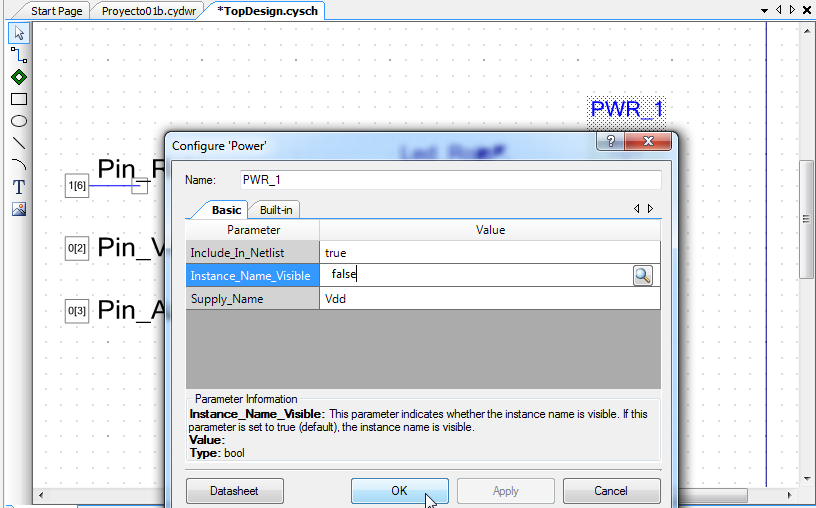 Start Page
Proyecto01b.cydwr
*TopDesign.cysch
PWR_1
Configure 'Power'
?
1[6]
Pin_R
0[2]
Pin_V
0[3]
Pin_A
T
Name:
PWR_1
Basic
Built-in
Parameter
Value
Include_In_Netlist
true
Instance_Name_Visible
false
Supply_Name
Vdd
Parameter Information
Instance_Name_Visible: This parameter indicates whether the instance name is visible. If this
parameter is set to true (default), the instance name is visible.
Value:
Type: bool
Datasheet
OK
Apply
Cancel